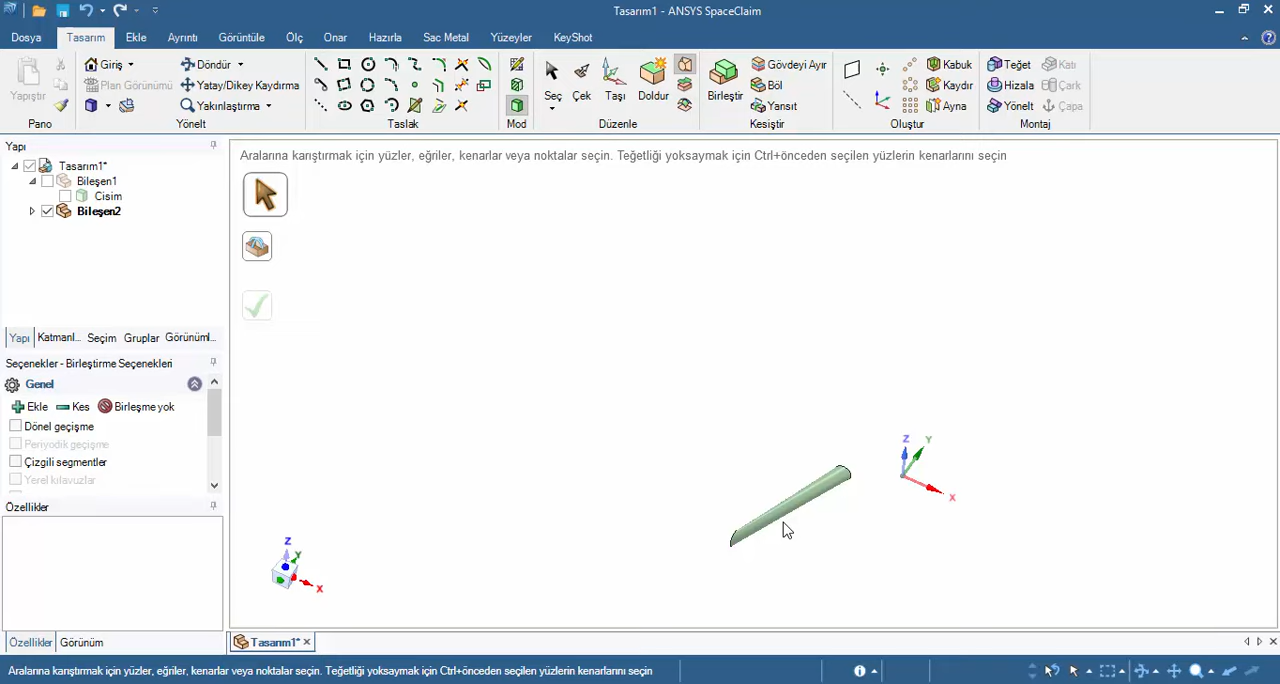 Tasarım1 - ANSYS SpaceClaim
Dosya Tasarım Ekle Ayrıntı Görüntüle Ölç Onar Hazırla Sac Metal Yüzeyler KeyShot
Yapıştır
Pano
Giriş
Plan Görünümü
Döndür
Yatay/Dikey Kaydırma
Yakınlaştırma
Yönelt
Taslak
Mod
Seç Çek Taşı Doldur
Düzenle
Birleştir
Gövdeyi Ayır
Böl
Yansıt
Kesiştir
Kabuk
Kaydır
Ayna
Oluştur
Teğet
Hizala
Yönelt
Katı
Çark
Çapa
Montaj
Yapı
Tasarım1*
Bileşen1
Cisim
Bileşen2
Yapı Katmanl... Seçim Gruplar Görünüml...
Seçenekler - Birleştirme Seçenekleri
Genel
Ekle Kes Birleşme yok
Dönel geçişme
Periyodik geçişme
Çizgili segmentler
Yerel kılavuzlar
Özellikler
Özellikler Görünüm
Aralarına karıştırmak için yüzler, eğriler, kenarlar veya noktalar seçin. Teğetliği yoksaymak için Ctrl+önceden seçilen yüzlerin kenarlarını seçin
Z
Y
X
Z
Y
X
Tasarım1*
Aralarına karıştırmak için yüzler, eğriler, kenarlar veya noktalar seçin. Teğetliği yoksaymak için Ctrl+önceden seçilen yüzlerin kenarlarını seçin